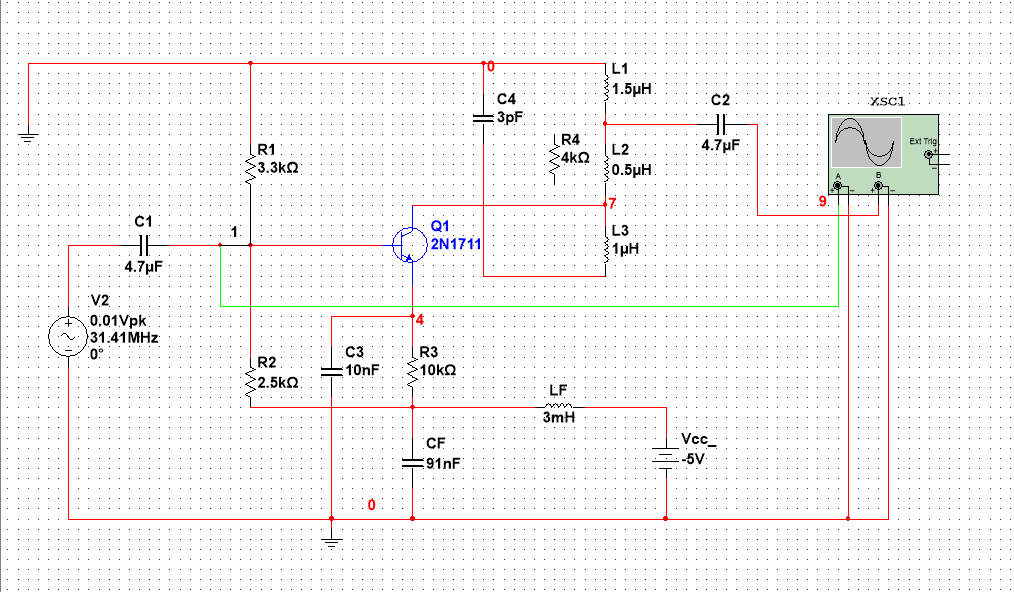 0
L1
1.5µH
C4
3pF
C2
4.7µF
XSC1
Ext Trig
+
-
A
B
+
-
+
-
R1
3.3kΩ
R4
4kΩ
L2
0.5µH
9
7
C1
4.7µF
1
Q1
2N1711
L3
1µH
V2
0.01Vpk
31.41MHz
0°
4
C3
10nF
R3
10kΩ
R2
2.5kΩ
LF
3mH
CF
91nF
Vcc_
-5V
0